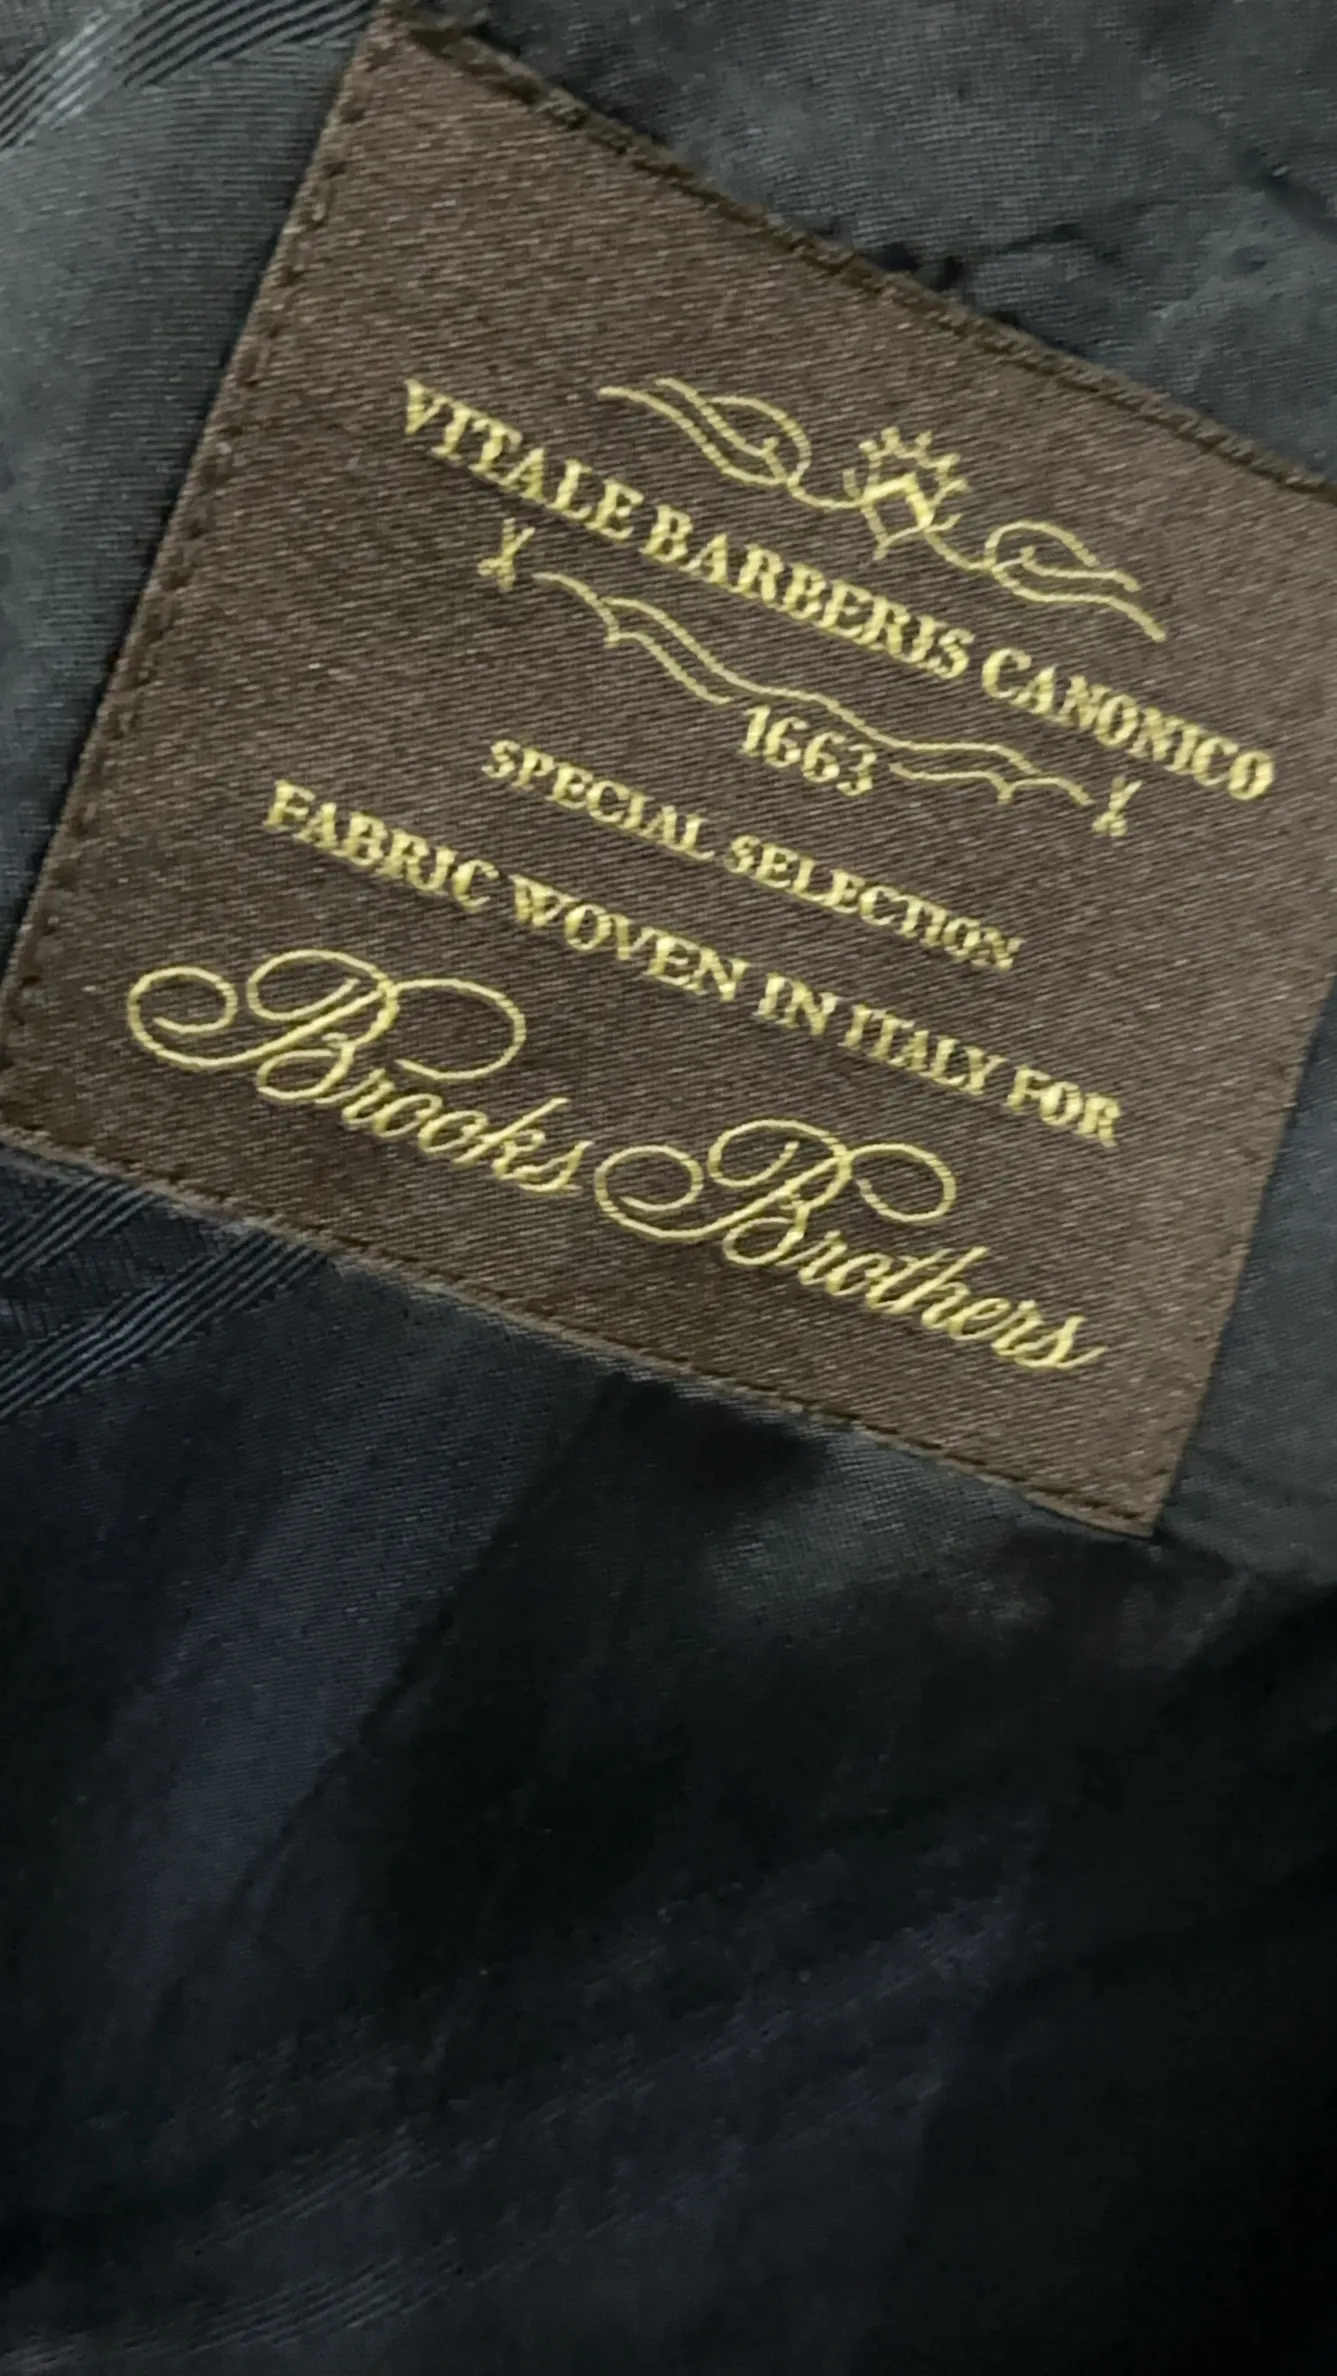 VITALE BARBERIS CANONICO
1663
SPECIAL SELECTION
FABRIC WOVEN IN ITALY FOR
Brooks Brothers